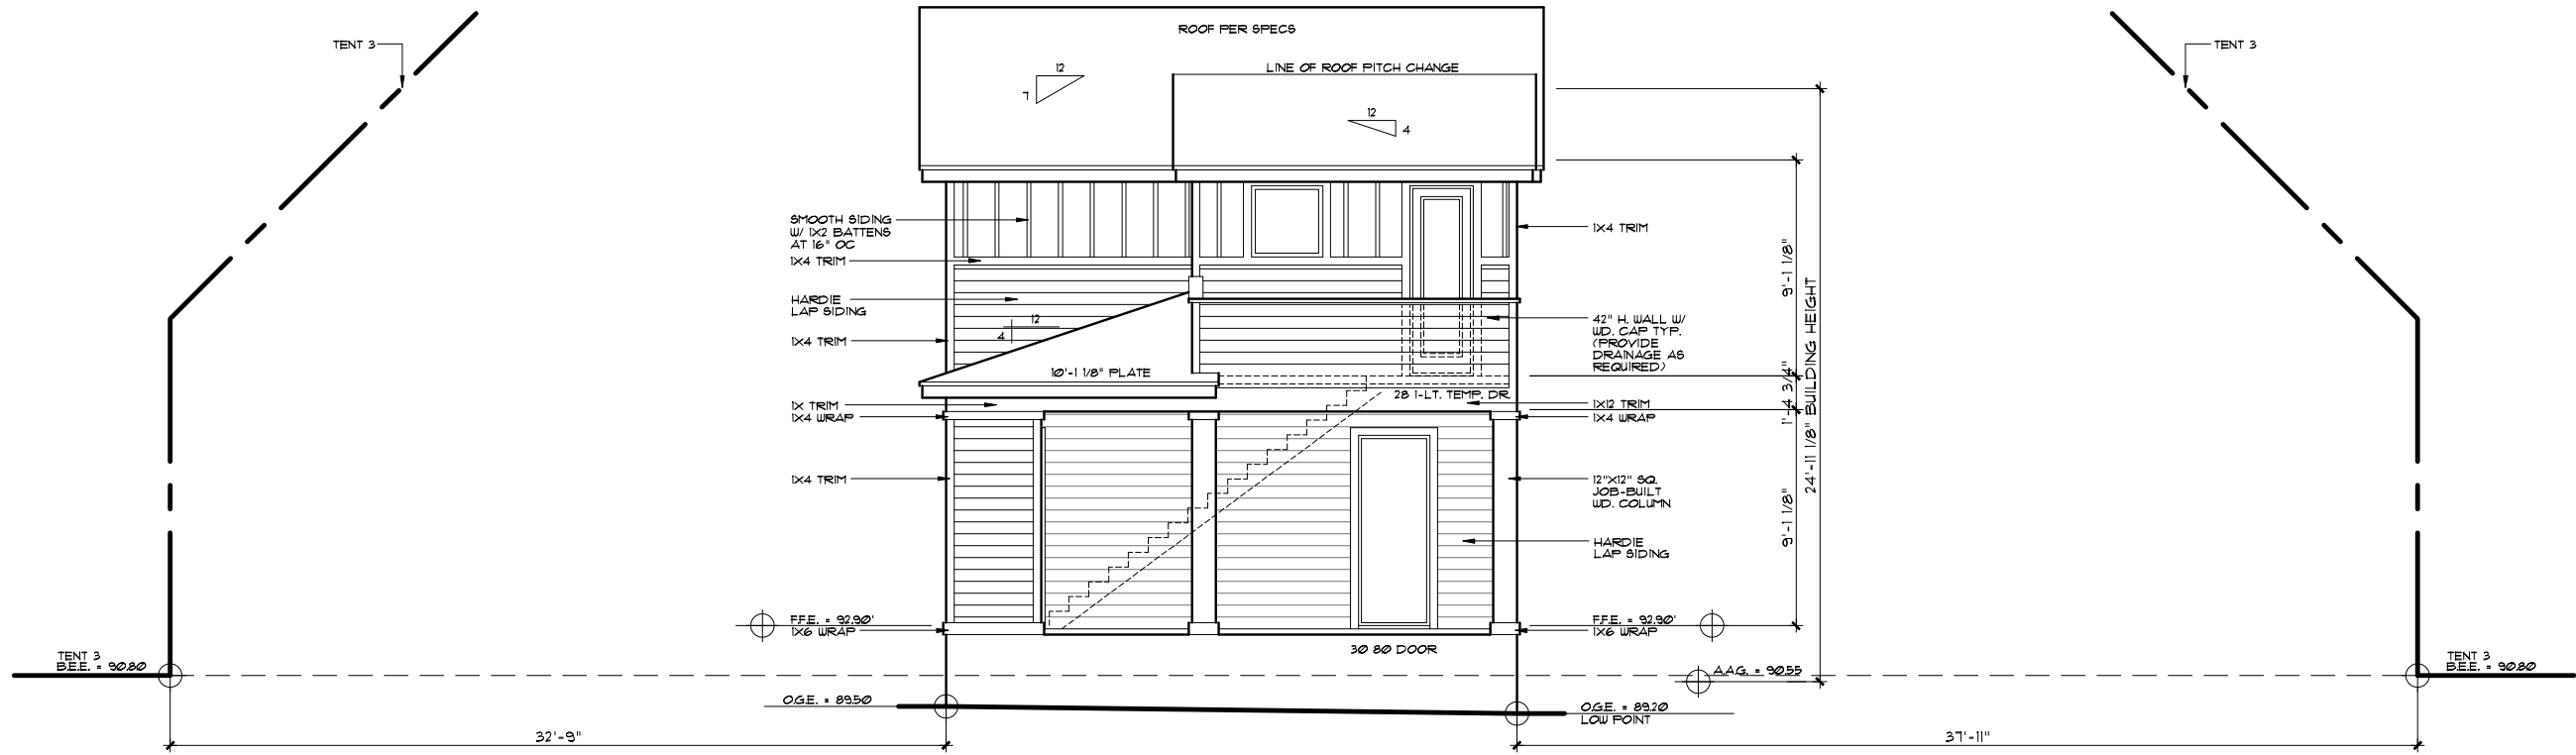 ROOF PER SPECS
TENT 3
TENT 3
12
LINE OF ROOF PITCH CHANGE
7
12
4
SMOOTH SIDING
W/ 1X2 BATTENS
AT 16" OC
1X4 TRIM
1X4 TRIM
HARDIE
LAP SIDING
12
4
1X4 TRIM
42" H. WALL W/
WD. CAP TYP.
(PROVIDE
DRAINAGE AS
REQUIRED)
9'-1 1/8"
24'-11 1/8" BUILDING HEIGHT
10'-1 1/8" PLATE
1'-4 3/4"
28 1-LT. TEMP. DR.
1X TRIM
1X4 WRAP
1X12 TRIM
1X4 WRAP
1X4 TRIM
12"X12" SQ.
JOB-BUILT
WD. COLUMN
9'-1 1/8"
HARDIE
LAP SIDING
F.F.E. = 92.90'
1X6 WRAP
F.F.E. = 92.90'
1X6 WRAP
30 80 DOOR
TENT 3
B.E.E. = 90.80
A.A.G. = 90.55
TENT 3
B.E.E. = 90.80
O.G.E. = 89.50
O.G.E. = 89.20
LOW POINT
32'-9"
37'-11"